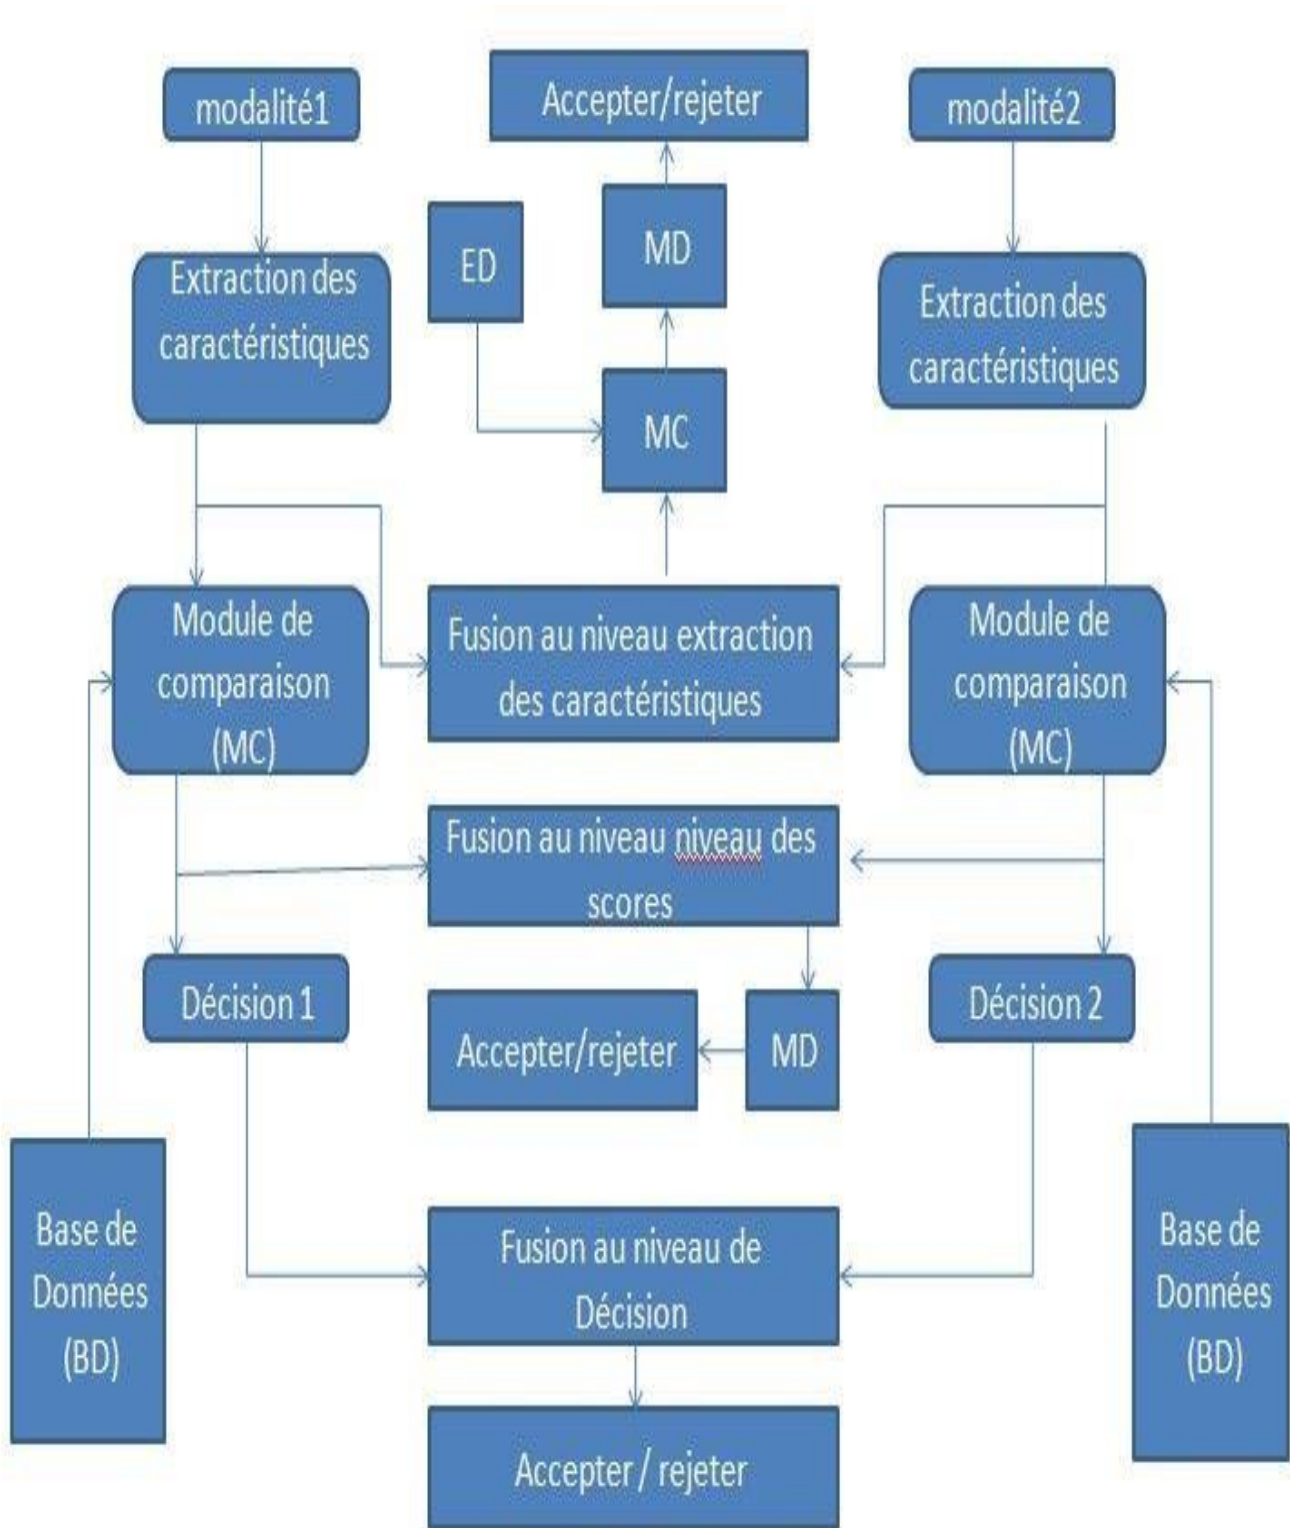 modalité1
Accepter/rejeter
modalité2
Extraction des
caractéristiques
ED
MD
Extraction des
caractéristiques
MC
Module de
comparaison
(MC)
Fusion au niveau extraction
des caractéristiques
Module de
comparaison
(MC)
Fusion au niveau niveau des
scores
Décision 1
Accepter/rejeter
MD
Décision 2
Base de
Données
(BD)
Fusion au niveau de
Décision
Base de
Données
(BD)
Accepter / rejeter